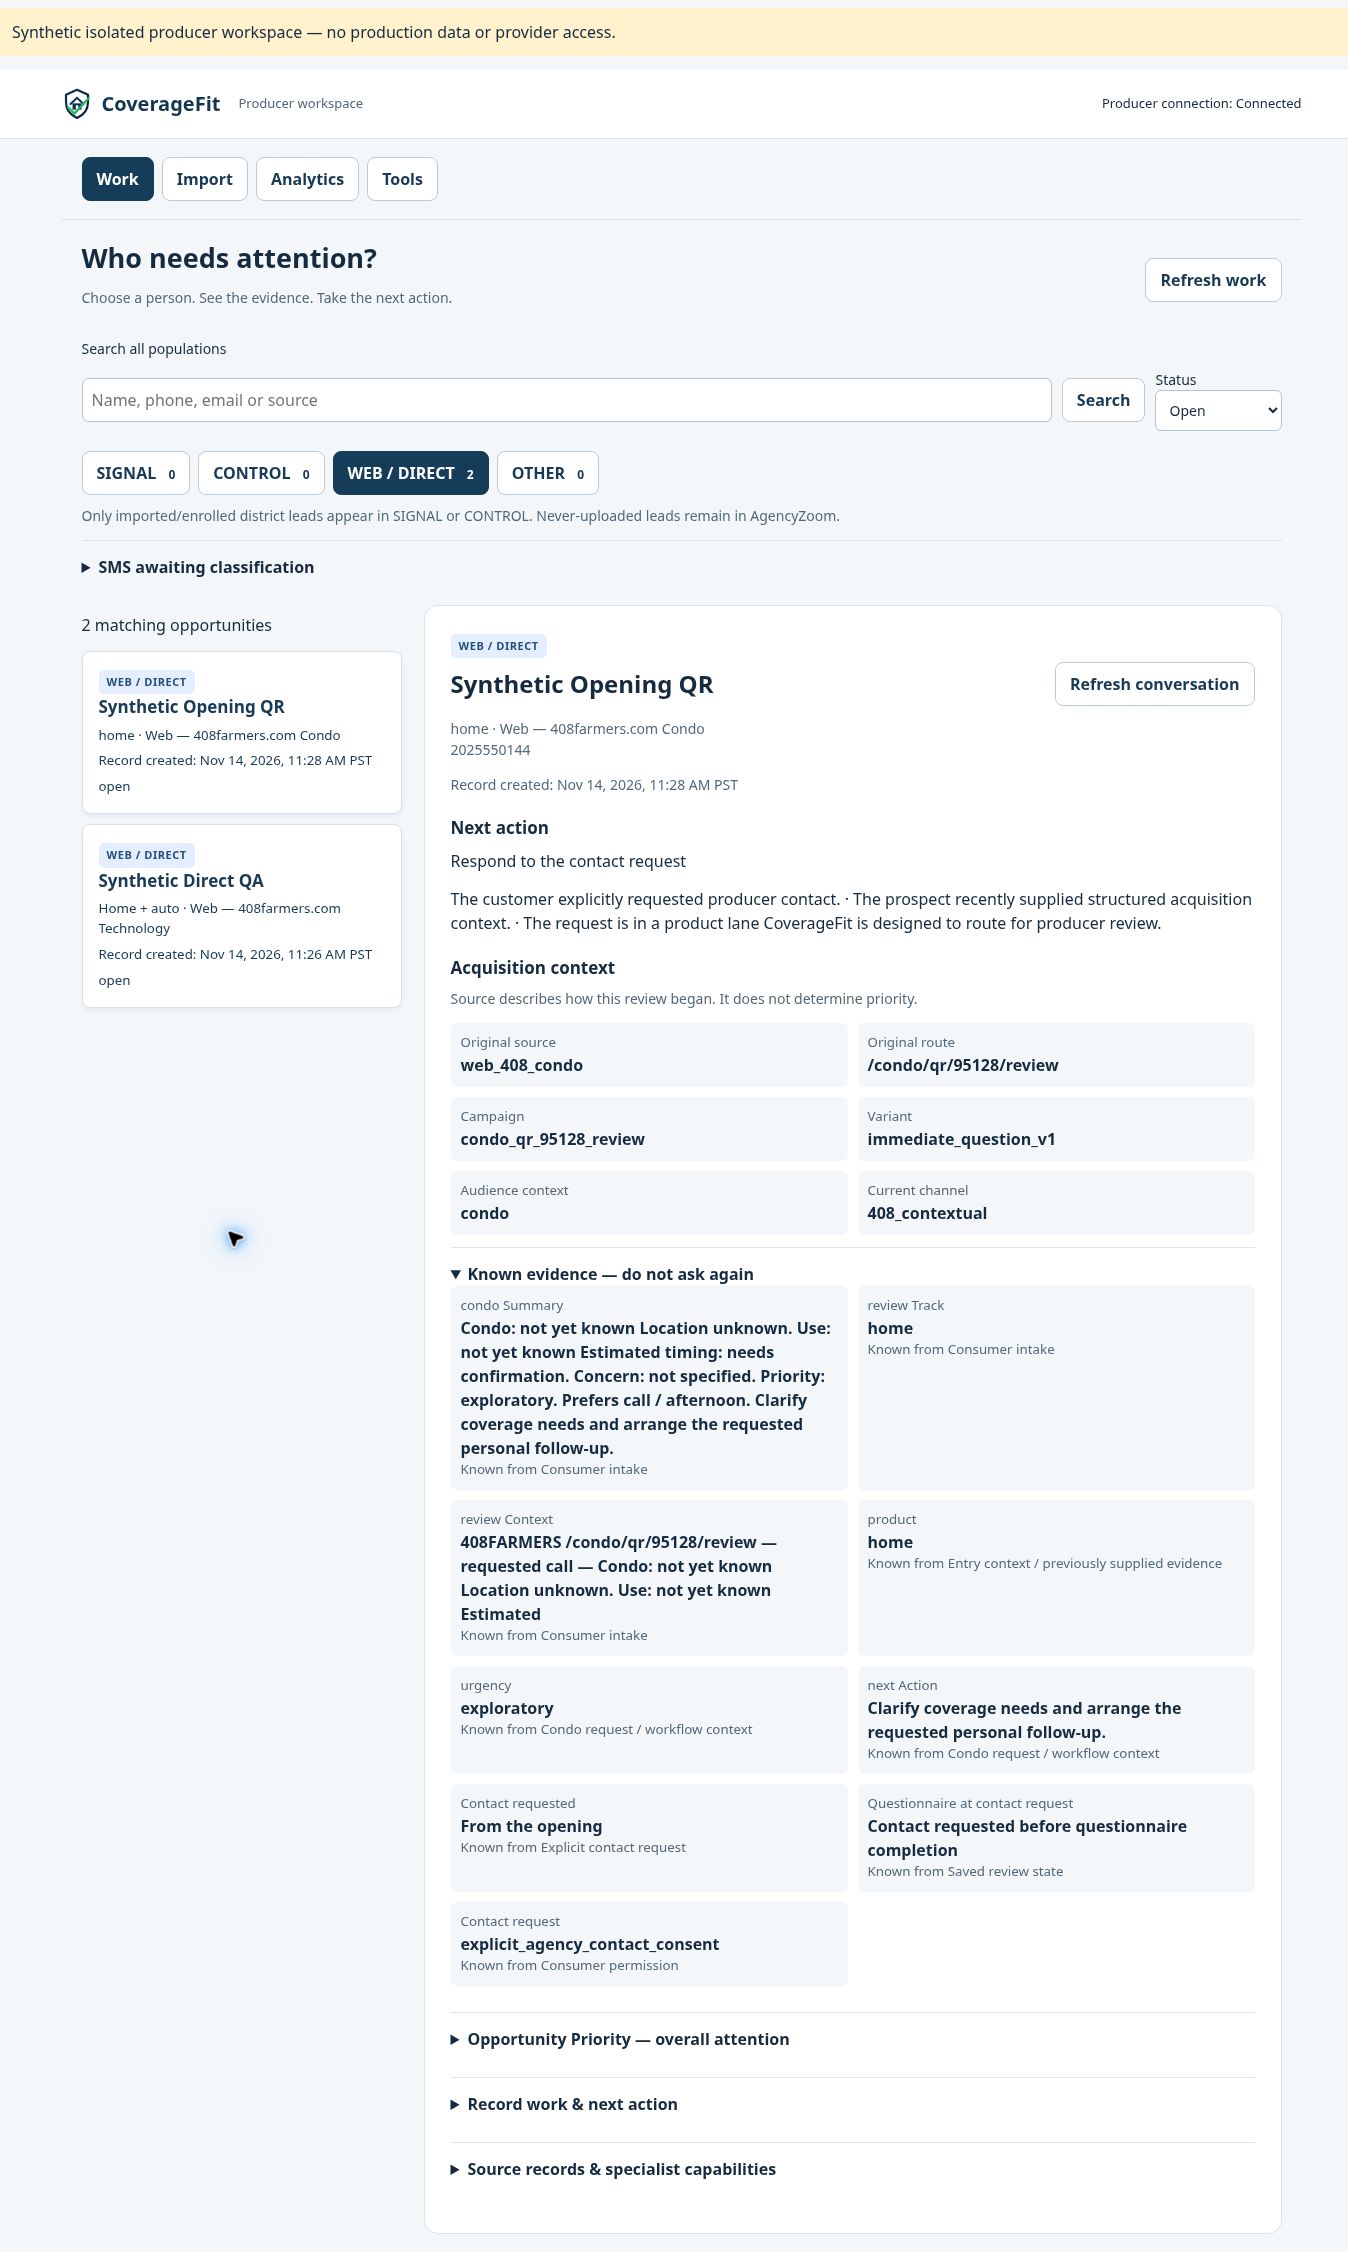 Synthetic isolated producer workspace — no production data or provider access.
CoverageFit
Producer workspace
Producer connection: Connected
Work
Import
Analytics
Tools
Who needs attention?
Choose a person. See the evidence. Take the next action.
Refresh work
Search all populations
Name, phone, email or source
Search
Status
Open
SIGNAL 0
CONTROL 0
WEB / DIRECT 2
OTHER 0
Only imported/enrolled district leads appear in SIGNAL or CONTROL. Never-uploaded leads remain in AgencyZoom.
SMS awaiting classification
2 matching opportunities
WEB / DIRECT
Synthetic Opening QR
home · Web — 408farmers.com Condo
Record created: Nov 14, 2026, 11:28 AM PST
open
WEB / DIRECT
Synthetic Direct QA
Home + auto · Web — 408farmers.com
Technology
Record created: Nov 14, 2026, 11:26 AM PST
open
WEB / DIRECT
Synthetic Opening QR
Refresh conversation
home · Web — 408farmers.com Condo
2025550144
Record created: Nov 14, 2026, 11:28 AM PST
Next action
Respond to the contact request
The customer explicitly requested producer contact. · The prospect recently supplied structured acquisition
context. · The request is in a product lane CoverageFit is designed to route for producer review.
Acquisition context
Source describes how this review began. It does not determine priority.
Original source
web_408_condo
Original route
/condo/qr/95128/review
Campaign
condo_qr_95128_review
Variant
immediate_question_v1
Audience context
condo
Current channel
408_contextual
Known evidence — do not ask again
condo Summary
Condo: not yet known Location unknown. Use:
not yet known Estimated timing: needs
confirmation. Concern: not specified. Priority:
exploratory. Prefers call / afternoon. Clarify
coverage needs and arrange the requested
personal follow-up.
Known from Consumer intake
review Track
home
Known from Consumer intake
review Context
408FARMERS /condo/qr/95128/review —
requested call — Condo: not yet known
Location unknown. Use: not yet known
Estimated
Known from Consumer intake
product
home
Known from Entry context / previously supplied evidence
urgency
exploratory
Known from Condo request / workflow context
next Action
Clarify coverage needs and arrange the
requested personal follow-up.
Known from Condo request / workflow context
Contact requested
From the opening
Known from Explicit contact request
Questionnaire at contact request
Contact requested before questionnaire
completion
Known from Saved review state
Contact request
explicit_agency_contact_consent
Known from Consumer permission
Opportunity Priority — overall attention
Record work & next action
Source records & specialist capabilities